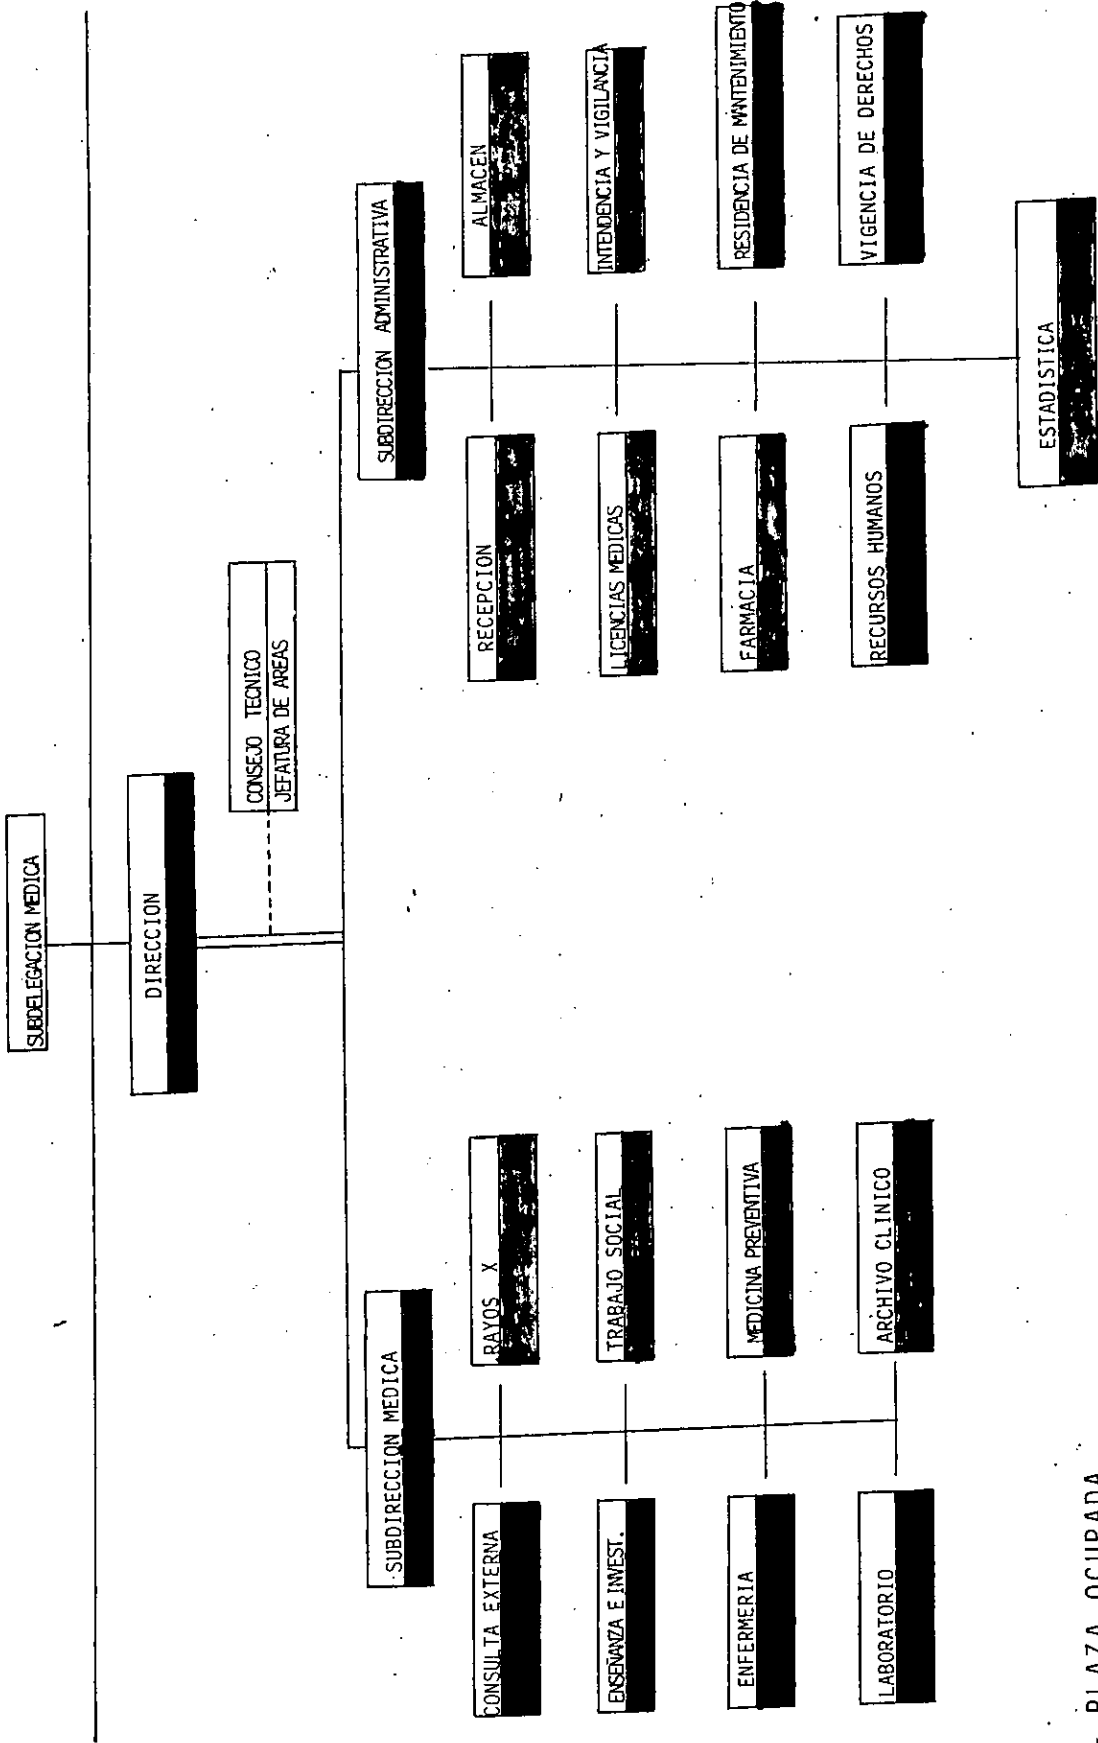 SUBDELEGACION MEDICA
DIRECCION
CONSEJO TECNICO
JEFATURA DE AREAS
SUBDIRECCION MEDICA
SUBDIRECCION ADMINISTRATIVA
CONSULTA EXTERNA
RAYOS X
RECEPCION
ALMACEN
ENSEÑANZA E INVEST.
TRABAJO SOCIAL
LICENCIAS MEDICAS
INTENDENCIA Y VIGILANCIA
ENFERMERIA
MEDICINA PREVENTIVA
FARMACIA
RESIDENCIA DE MANTENIMIENTO
LABORATORIO
ARCHIVO CLINICO
RECURSOS HUMANOS
VIGENCIA DE DERECHOS
ESTADISTICA
PLAZA OCUPADA